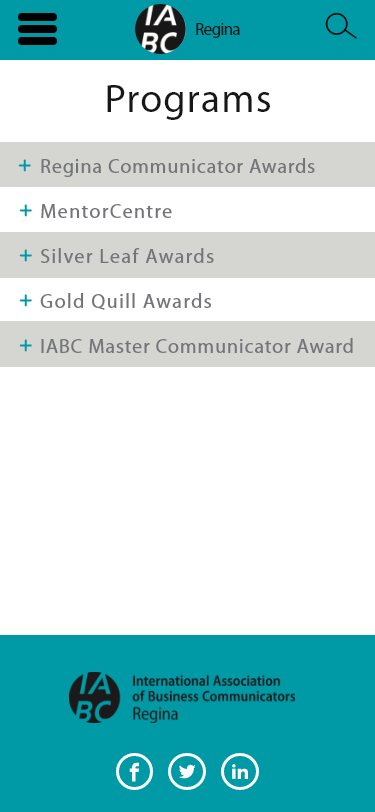 IA
BC
Regina
Programs
+ Regina Communicator Awards
+ MentorCentre
+ Silver Leaf Awards
+ Gold Quill Awards
+ IABC Master Communicator Award
IA
BC
International Association
of Business Communicators
Regina
f
in